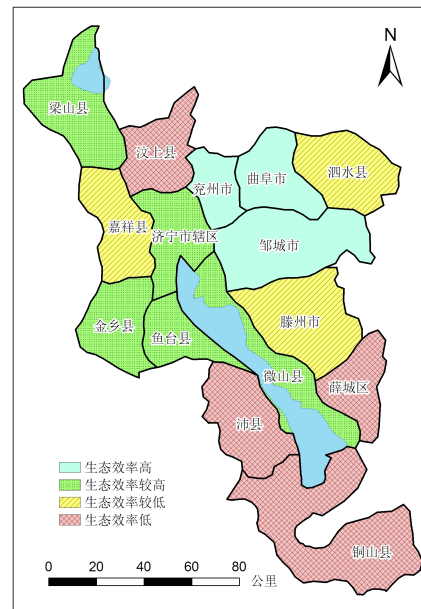 N
梁山县
汶上县
兖州市
曲阜市
泗水县
嘉祥县
济宁市辖区
邹城市
金乡县
鱼台县
滕州市
微山县
薛城区
沛县
生态效率高
生态效率较高
生态效率较低
生态效率低
铜山县
0 20 40 60 80
公里